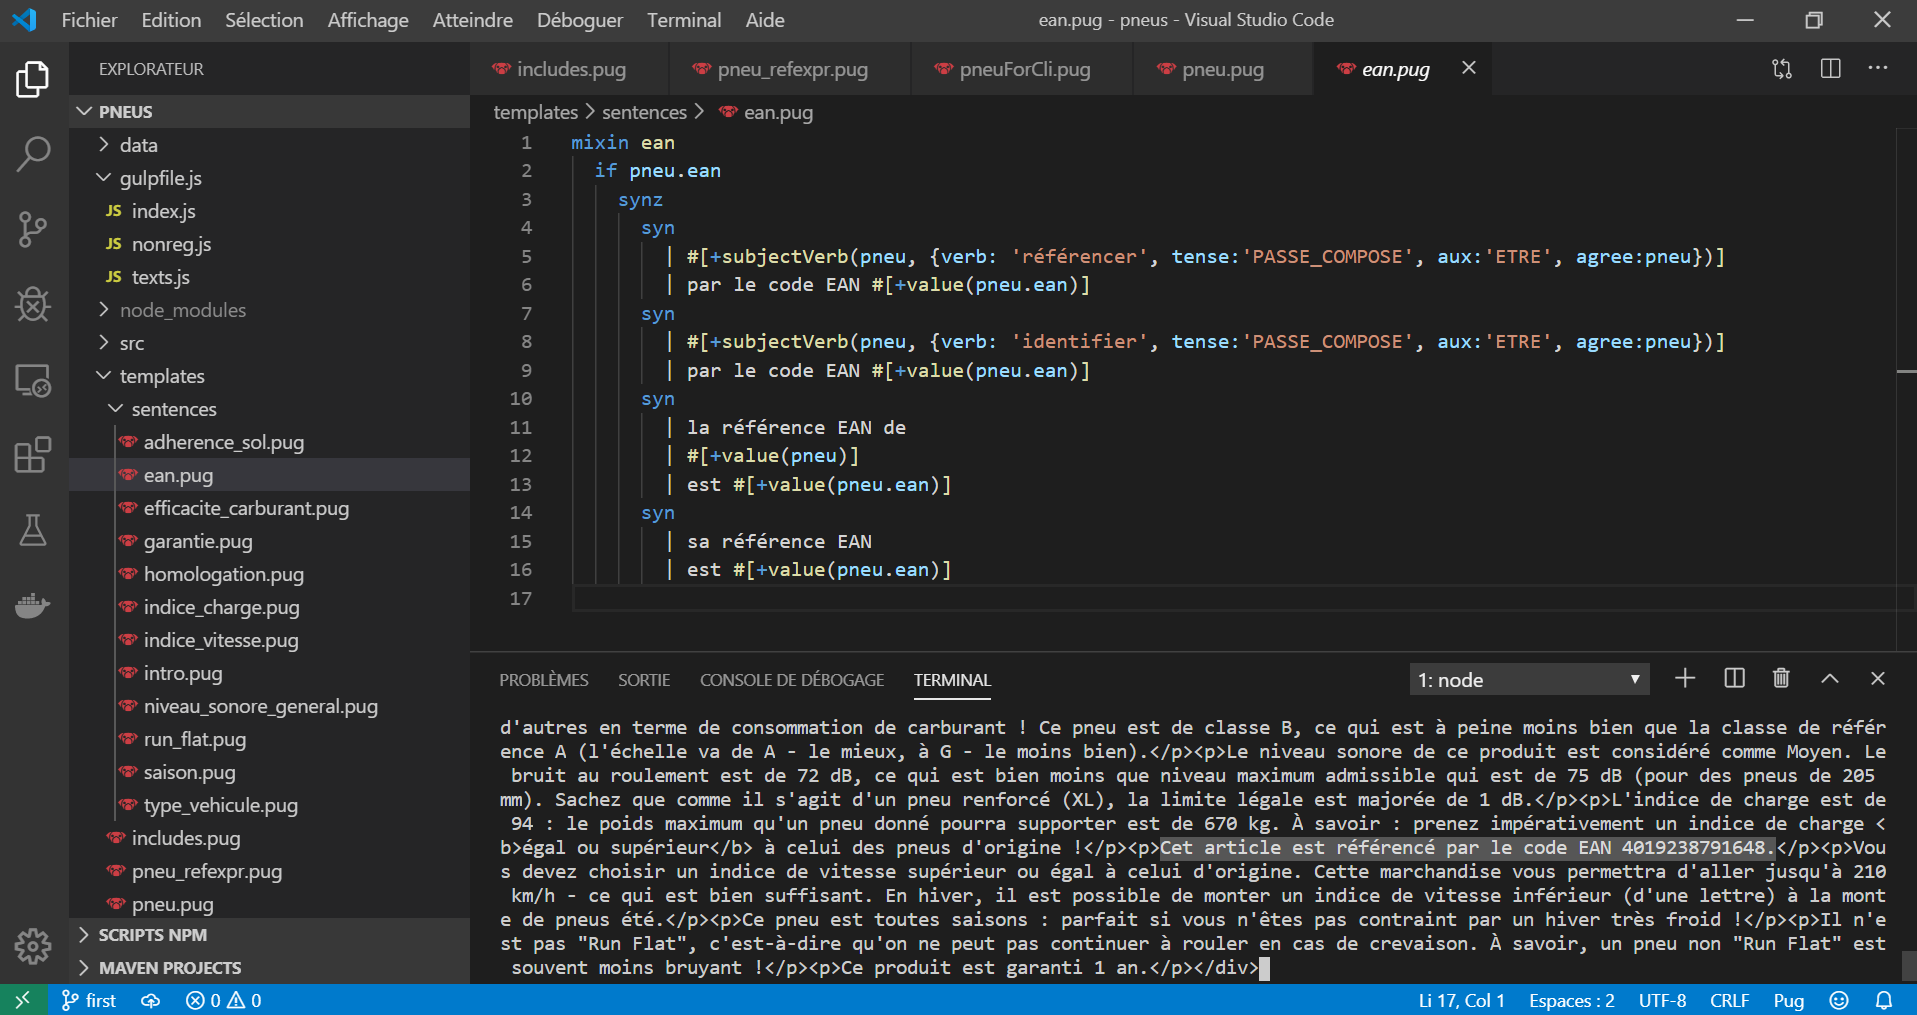 Fichier Edition Sélection Affichage Atteindre Déboguer Terminal Aide ean.pug - pneus - Visual Studio Code
EXPLORATEUR
PNEUS
data
gulpfile.js
JS index.js
JS nonreg.js
JS texts.js
node_modules
src
templates
sentences
adherence_sol.pug
ean.pug
efficacite_carburant.pug
garantie.pug
homologation.pug
indice_charge.pug
indice_vitesse.pug
intro.pug
niveau_sonore_general.pug
run_flat.pug
saison.pug
type_vehicule.pug
includes.pug
pneu_refexpr.pug
pneu.pug
SCRIPTS NPM
MAVEN PROJECTS
includes.pug pneu_refexpr.pug pneuForCli.pug pneu.pug ean.pug
templates > sentences > ean.pug
1 mixin ean
2 if pneu.ean
3 synz
4 syn
5 | #[+subjectVerb(pneu, {verb: 'référencer', tense:'PASSE_COMPOSE', aux:'ETRE', agree:pneu})]
6 | par le code EAN #[+value(pneu.ean)]
7 syn
8 | #[+subjectVerb(pneu, {verb: 'identifier', tense:'PASSE_COMPOSE', aux:'ETRE', agree:pneu})]
9 | par le code EAN #[+value(pneu.ean)]
10 syn
11 | la référence EAN de
12 | #[+value(pneu)]
13 | est #[+value(pneu.ean)]
14 syn
15 | sa référence EAN
16 | est #[+value(pneu.ean)]
17
PROBLÈMES SORTIE CONSOLE DE DÉBOGAGE TERMINAL 1: node
d'autres en terme de consommation de carburant ! Ce pneu est de classe B, ce qui est à peine moins bien que la classe de référ
ence A (l'échelle va de A - le mieux, à G - le moins bien).</p><p>Le niveau sonore de ce produit est considéré comme Moyen. Le
bruit au roulement est de 72 dB, ce qui est bien moins que niveau maximum admissible qui est de 75 dB (pour des pneus de 205
mm). Sachez que comme il s'agit d'un pneu renforcé (XL), la limite légale est majorée de 1 dB.</p><p>L'indice de charge est de
94 : le poids maximum qu'un pneu donné pourra supporter est de 670 kg. À savoir : prenez impérativement un indice de charge <
b>égal ou supérieur</b> à celui des pneus d'origine !</p><p>Cet article est référencé par le code EAN 4019238791648.</p><p>Vou
s devez choisir un indice de vitesse supérieur ou égal à celui d'origine. Cette marchandise vous permettra d'aller jusqu'à 210
km/h - ce qui est bien suffisant. En hiver, il est possible de monter un indice de vitesse inférieur (d'une lettre) à la mont
e de pneus été.</p><p>Ce pneu est toutes saisons : parfait si vous n'êtes pas contraint par un hiver très froid !</p><p>Il n'e
st pas "Run Flat", c'est-à-dire qu'on ne peut pas continuer à rouler en cas de crevaison. À savoir, un pneu non "Run Flat" est
souvent moins bruyant !</p><p>Ce produit est garanti 1 an.</p></div>
first 0 0 Li 17, Col 1 Espaces : 2 UTF-8 CRLF Pug